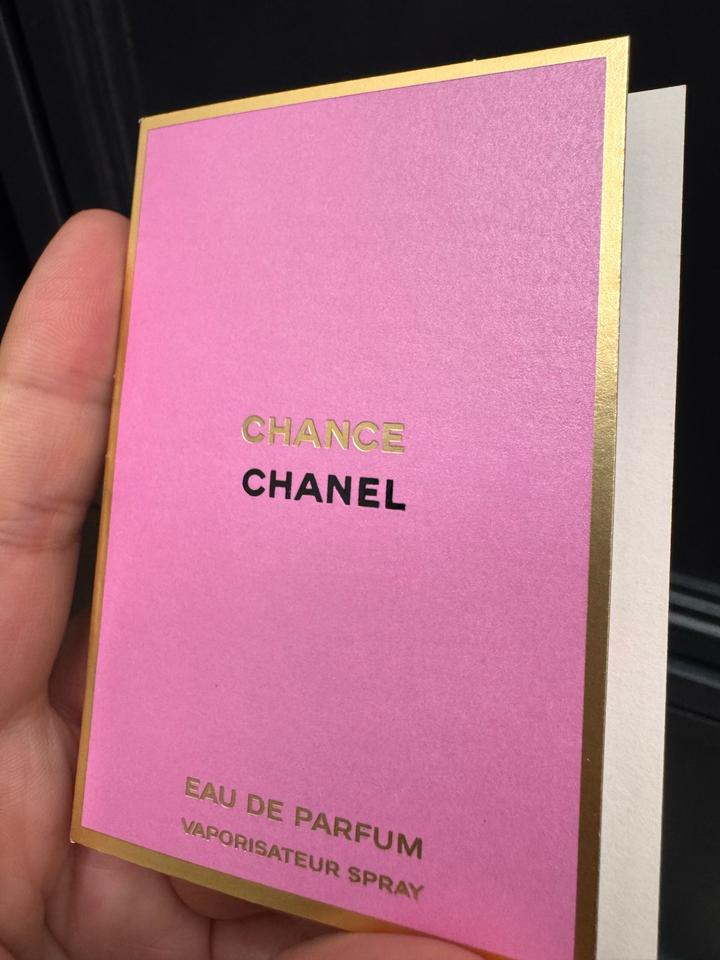 CHANCE
CHANEL
EAU DE PARFUM
VAPORISATEUR SPRAY